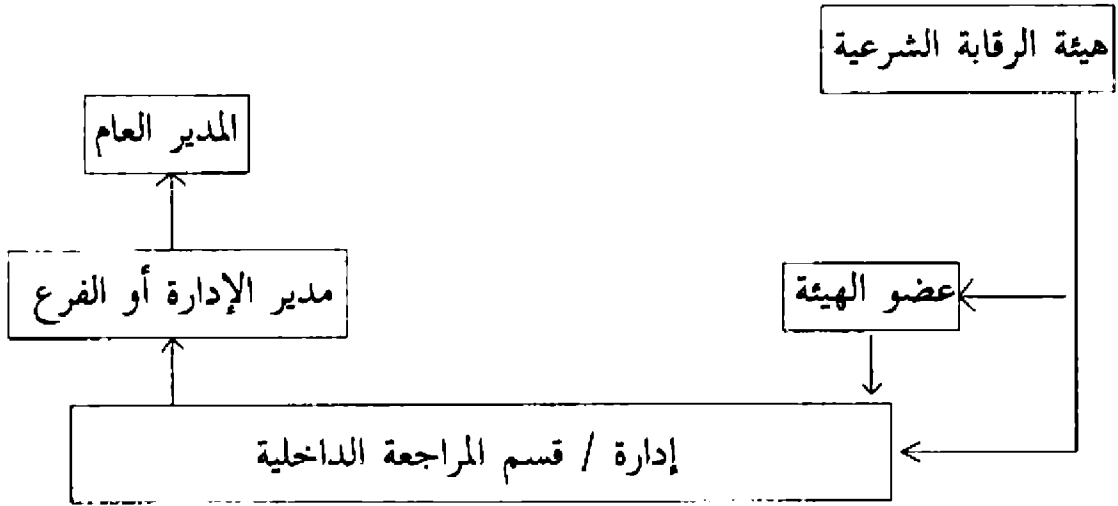 هيئة الرقابة الشرعية
المدير العام
مدير الإدارة أو الفرع
عضو الهيئة
إدارة / قسم المراجعة الداخلية